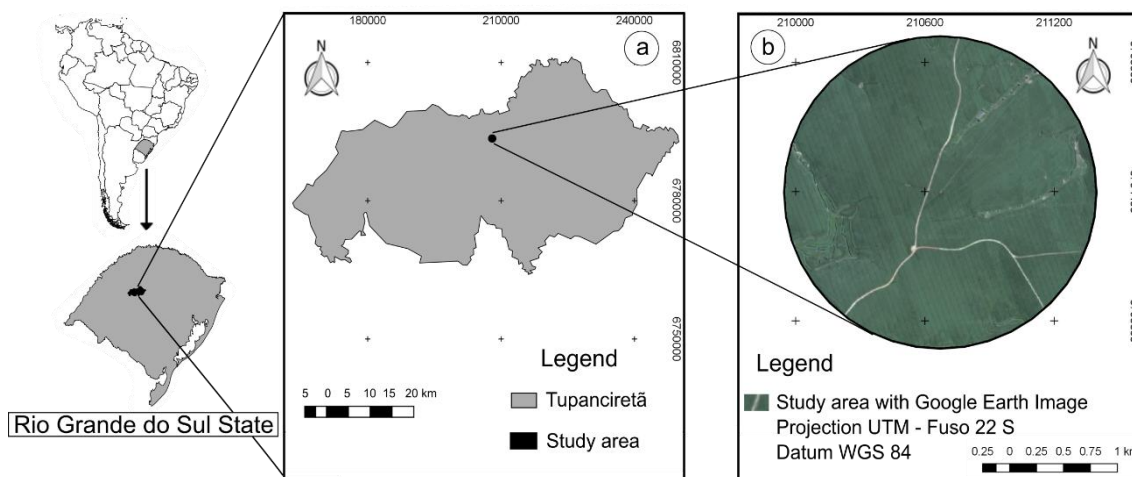 Rio Grande do Sul State
180000 210000 240000
a
N
6810000
6780000
6750000
Legend
5 0 5 10 15 20 km
Tupanciretã
Study area
210000 210600 211200
b
N
Legend
Study area with Google Earth Image
Projection UTM - Fuso 22 S
Datum WGS 84
0.25 0 0.25 0.5 0.75 1 km